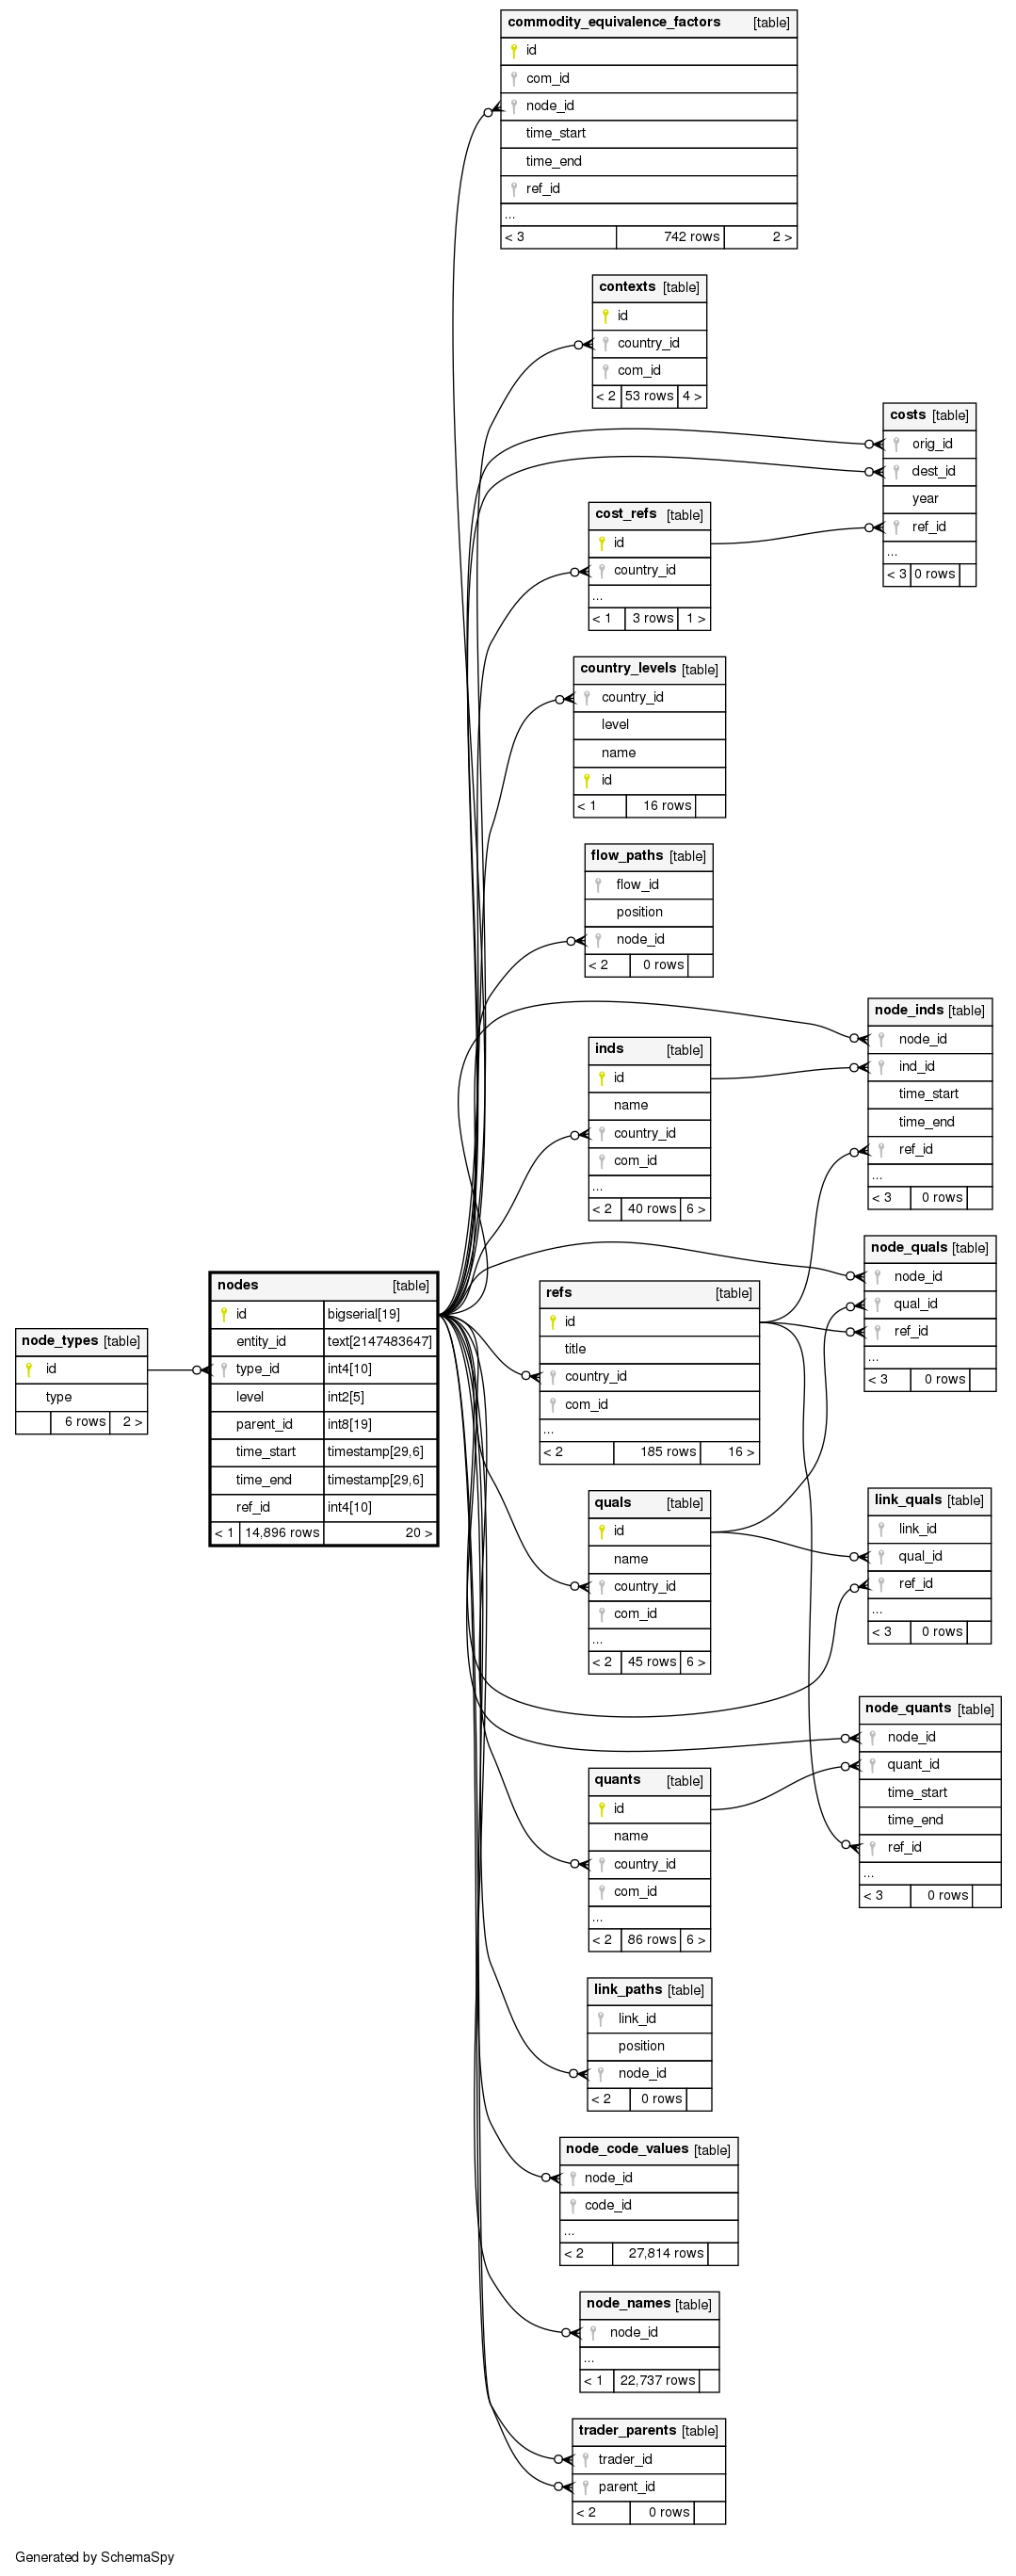 commodity_equivalence_factors [table]
id
com_id
node_id
time_start
time_end
ref_id
...
< 3 742 rows 2 >
contexts [table]
id
country_id
com_id
< 2 53 rows 4 >
costs [table]
orig_id
dest_id
year
ref_id
...
< 3 0 rows
cost_refs [table]
id
country_id
...
< 1 3 rows 1 >
country_levels [table]
country_id
level
name
id
< 1 16 rows
flow_paths [table]
flow_id
position
node_id
< 2 0 rows
node_inds [table]
node_id
ind_id
time_start
time_end
ref_id
...
< 3 0 rows
inds [table]
id
name
country_id
com_id
...
< 2 40 rows 6 >
node_quals [table]
node_id
qual_id
ref_id
...
< 3 0 rows
nodes [table]
id bigserial[19]
entity_id text[2147483647]
type_id int4[10]
level int2[5]
parent_id int8[19]
time_start timestamp[29,6]
time_end timestamp[29,6]
ref_id int4[10]
< 1 14,896 rows 20 >
node_types [table]
id
type
6 rows 2 >
refs [table]
id
title
country_id
com_id
...
< 2 185 rows 16 >
quals [table]
id
name
country_id
com_id
...
< 2 45 rows 6 >
link_quals [table]
link_id
qual_id
ref_id
...
< 3 0 rows
node_quants [table]
node_id
quant_id
time_start
time_end
ref_id
...
< 3 0 rows
quants [table]
id
name
country_id
com_id
...
< 2 86 rows 6 >
link_paths [table]
link_id
position
node_id
< 2 0 rows
node_code_values [table]
node_id
code_id
...
< 2 27,814 rows
node_names [table]
node_id
...
< 1 22,737 rows
trader_parents [table]
trader_id
parent_id
< 2 0 rows
Generated by SchemaSpy